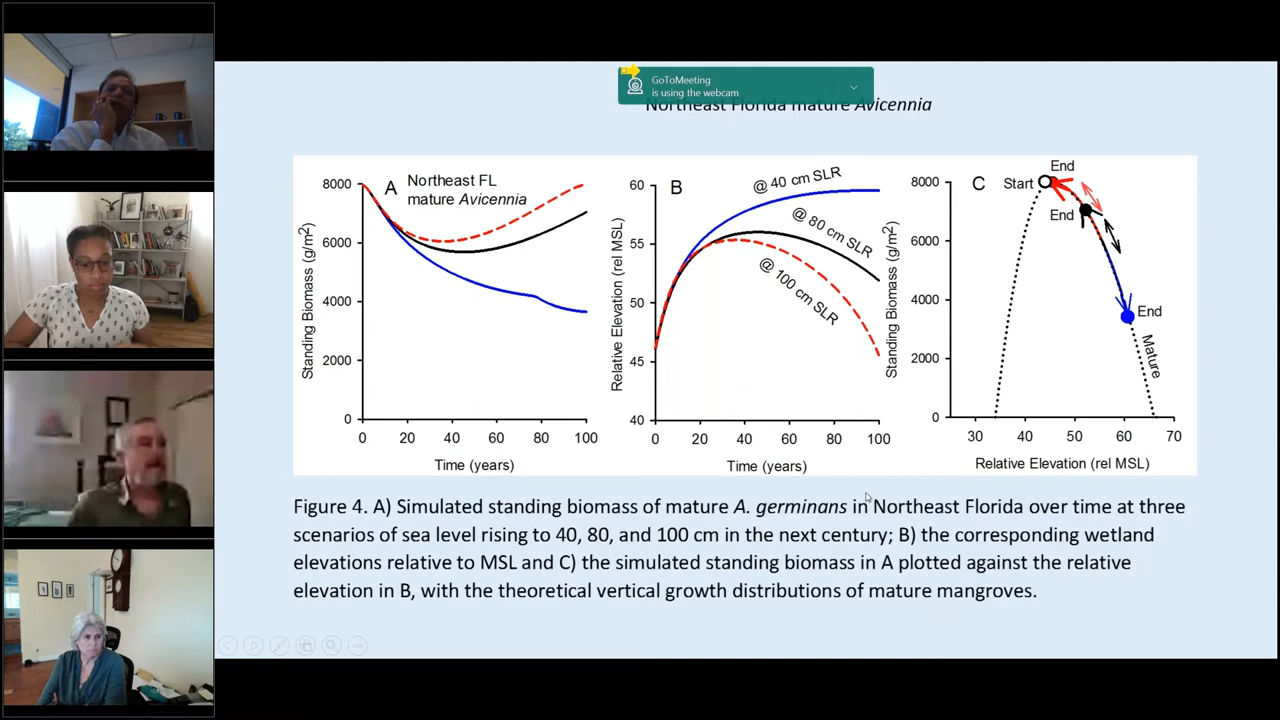 GoToMeeting
is using the webcam
Northeast Florida mature Avicennia
A
Northeast FL
mature Avicennia
8000
6000
4000
2000
0
Standing Biomass (g/m2)
0 20 40 60 80 100
Time (years)
B
@ 40 cm SLR
@ 80 cm SLR
@ 100 cm SLR
60
55
50
45
40
Relative Elevation (rel MSL)
0 20 40 60 80 100
Time (years)
C
Start
End
End
End
Mature
8000
6000
4000
2000
0
Standing Biomass (g/m2)
30 40 50 60 70
Relative Elevation (rel MSL)
Figure 4. A) Simulated standing biomass of mature A. germinans in Northeast Florida over time at three
scenarios of sea level rising to 40, 80, and 100 cm in the next century; B) the corresponding wetland
elevations relative to MSL and C) the simulated standing biomass in A plotted against the relative
elevation in B, with the theoretical vertical growth distributions of mature mangroves.